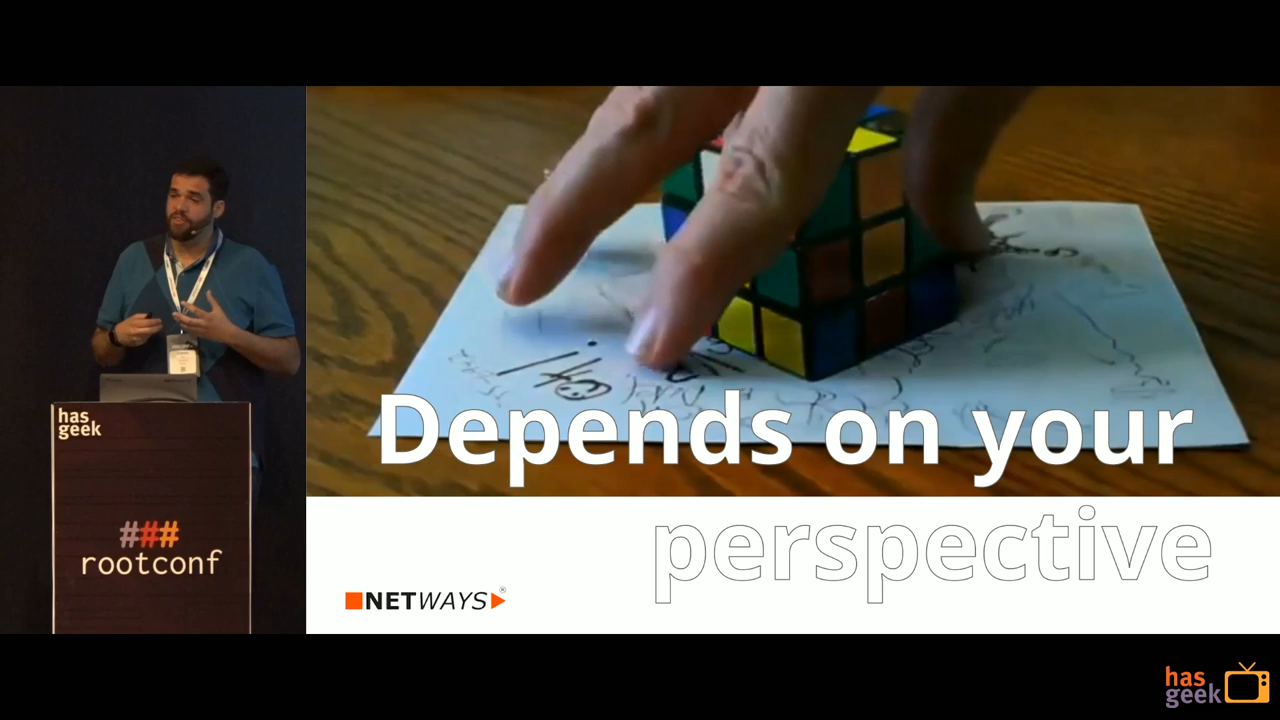 has
geek
###
rootconf
Depends on your
perspective
NETWAYS®
has
geek